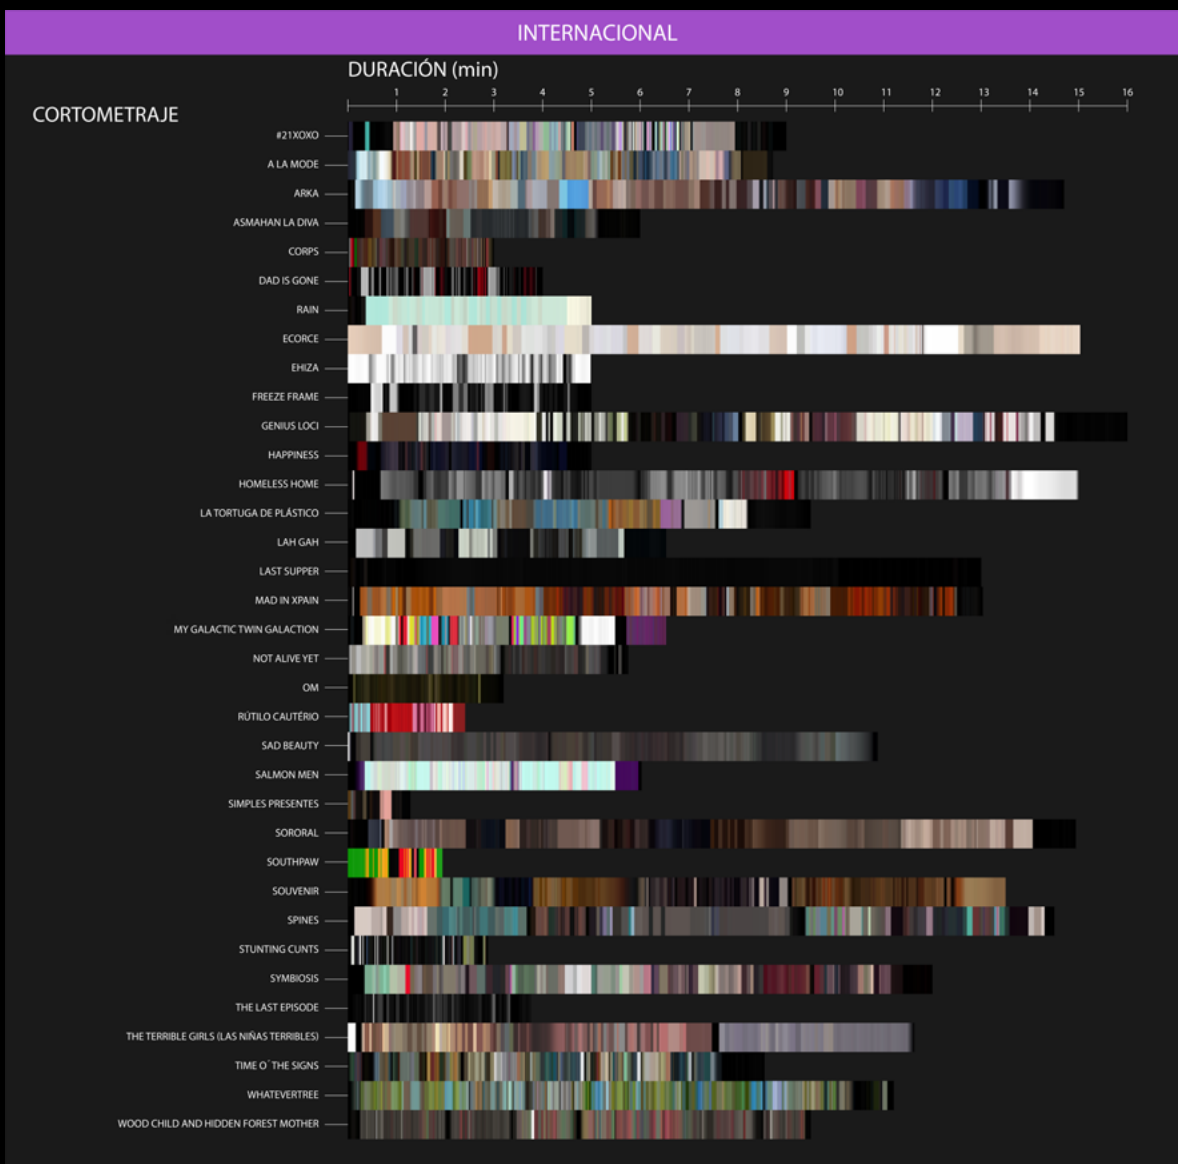 INTERNACIONAL
DURACIÓN (min)
1 2 3 4 5 6 7 8 9 10 11 12 13 14 15 16
CORTOMETRAJE
#21XOXO
A LA MODE
ARKA
ASMAHAN LA DIVA
CORPS
DAD IS GONE
RAIN
ECORCE
EHIZA
FREEZE FRAME
GENIUS LOCI
HAPPINESS
HOMELESS HOME
LA TORTUGA DE PLÁSTICO
LAH GAH
LAST SUPPER
MAD IN XPAIN
MY GALACTIC TWIN GALACTION
NOT ALIVE YET
OM
RÚTILO CAUTÉRIO
SAD BEAUTY
SALMON MEN
SIMPLES PRESENTES
SORORAL
SOUTHPAW
SOUVENIR
SPINES
STUNTING CUNTS
SYMBIOSIS
THE LAST EPISODE
THE TERRIBLE GIRLS (LAS NIÑAS TERRIBLES)
TIME O´THE SIGNS
WHATEVERTREE
WOOD CHILD AND HIDDEN FOREST MOTHER